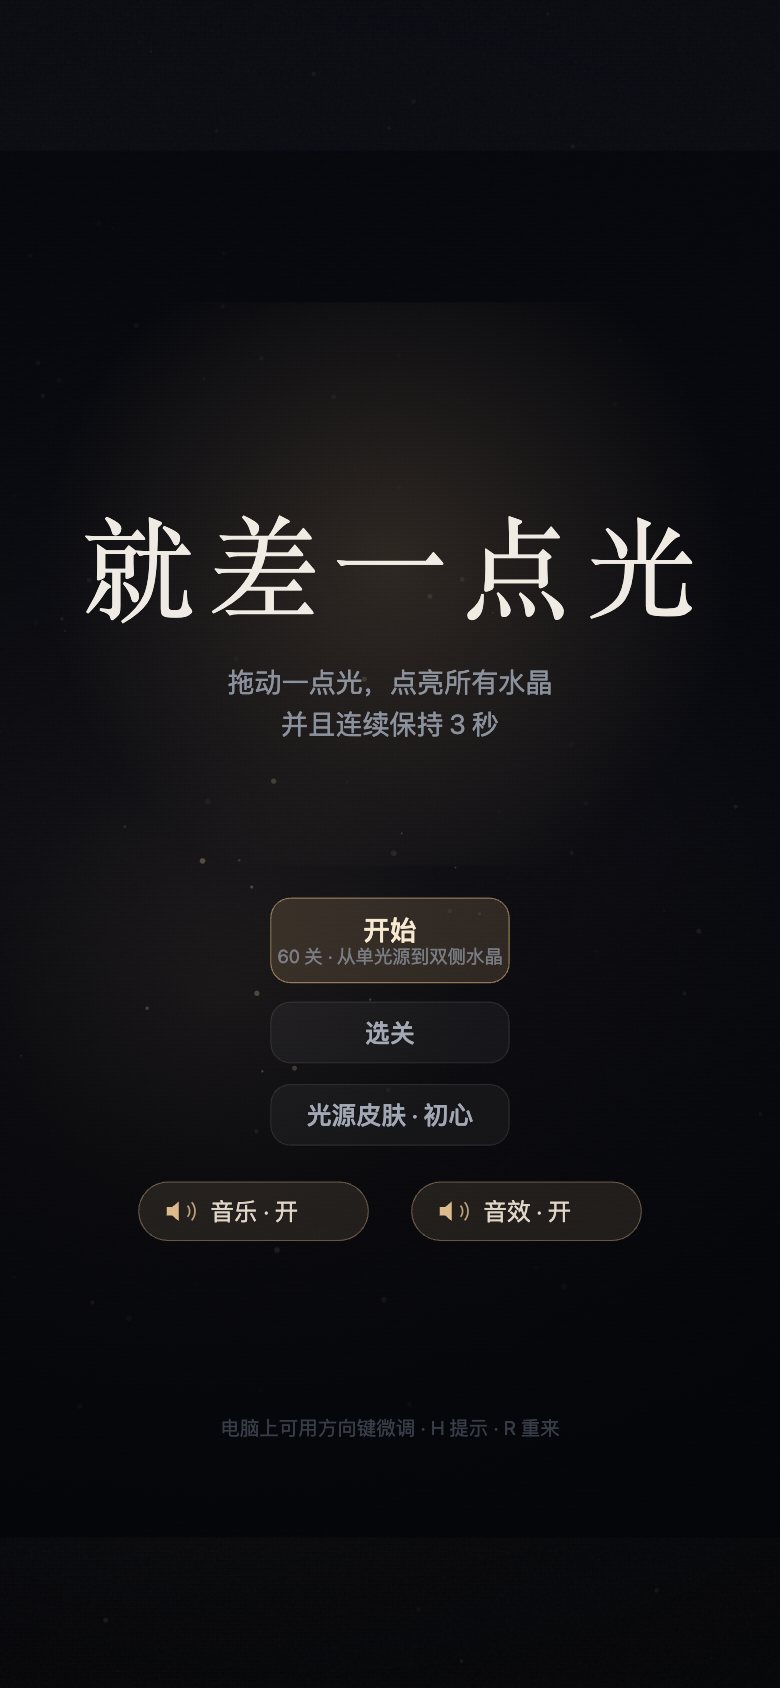 就差一点光
拖动一点光，点亮所有水晶
并且连续保持 3 秒
开始
60 关 · 从单光源到双侧水晶
选关
光源皮肤 · 初心
音乐 · 开
音效 · 开
电脑上可用方向键微调 · H 提示 · R 重来